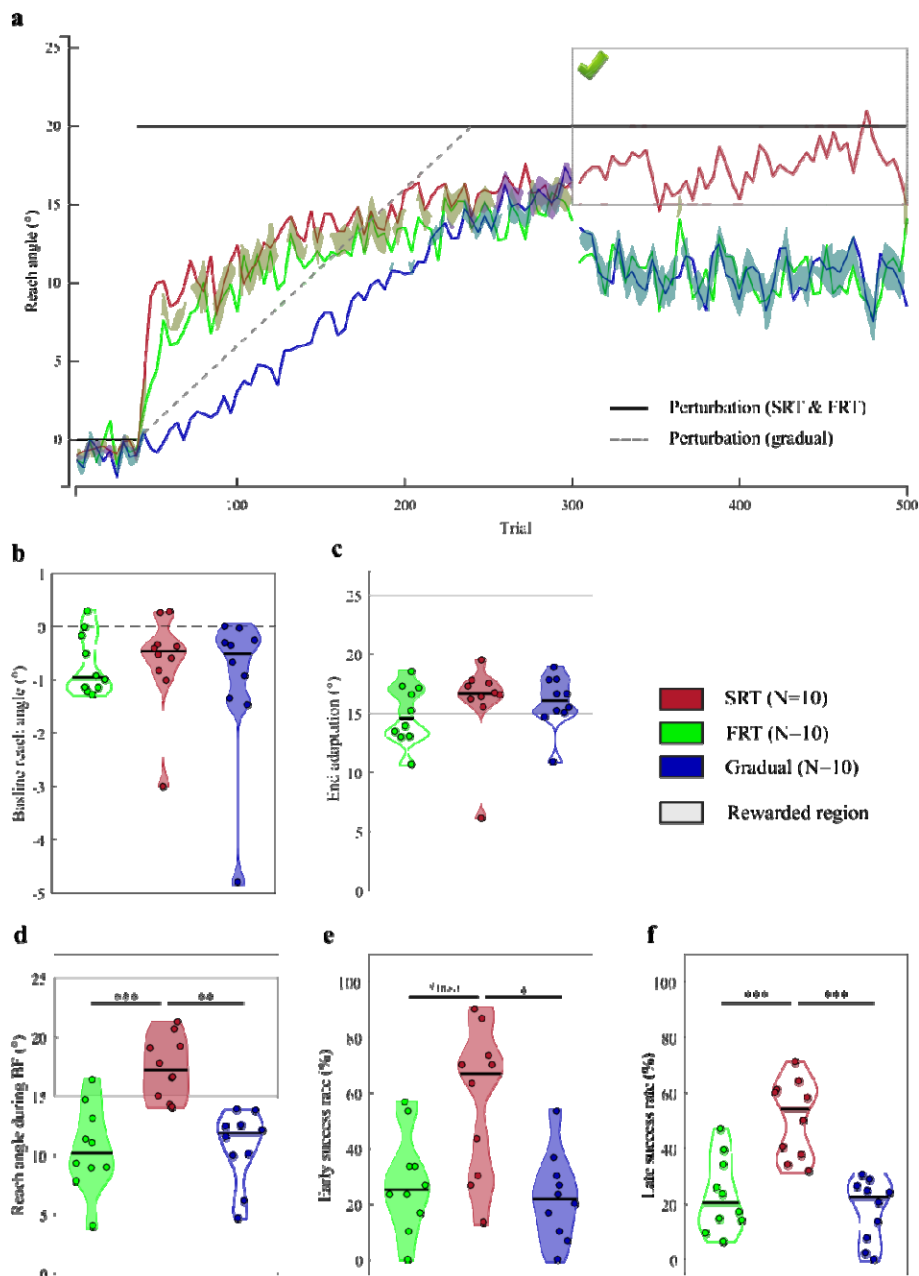 a
25
20
15
10
5
0
Reach angle (°)
Perturbation (SRT & FRT)
Perturbation (gradual)
100
200
300
400
500
Trial
b
1
0
-1
-2
-3
-4
-5
Basline reach angle (°)
c
25
20
15
10
5
0
End adaptation (°)
SRT (N=10)
FRT (N=10)
Gradual (N=10)
Rewarded region
d
20
15
10
5
0
Reach angle during BF (°)
***
**
e
100
80
60
40
20
0
Early success rate (%)
*
f
100
80
60
40
20
0
Late success rate (%)
***
***